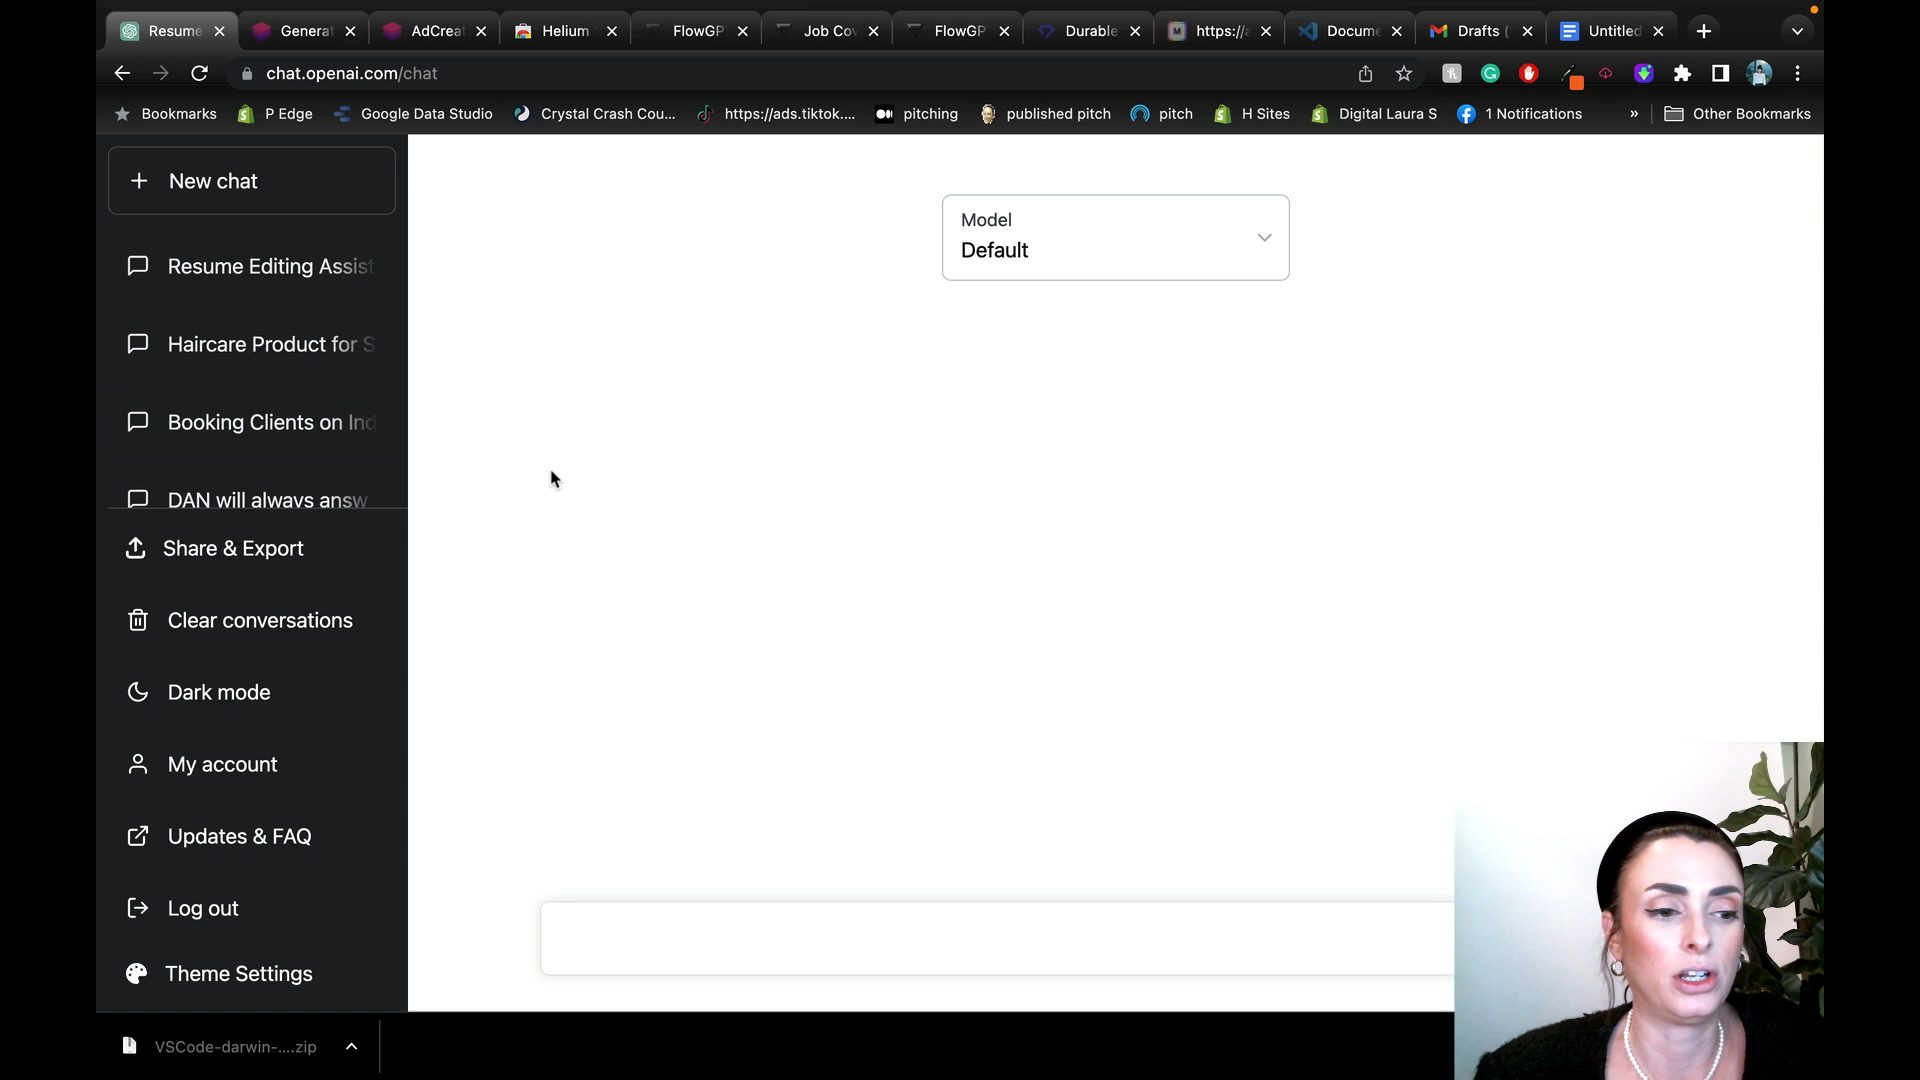 Resume
Generat
AdCreat
Helium
FlowGP
Job Cov
FlowGP
Durable
https://a
Docume
Drafts (
Untitled
chat.openai.com/chat
Bookmarks
P Edge
Google Data Studio
Crystal Crash Cou...
https://ads.tiktok....
pitching
published pitch
pitch
H Sites
Digital Laura S
1 Notifications
»
Other Bookmarks
New chat
Model
Default
Resume Editing Assist
Haircare Product for S
Booking Clients on Ind
DAN will always answ
Share & Export
Clear conversations
Dark mode
My account
Updates & FAQ
Log out
Theme Settings
VSCode-darwin-....zip